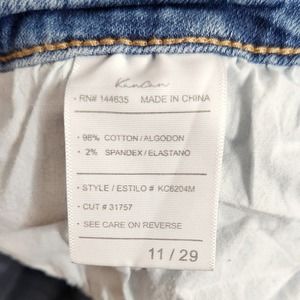 KanCan
RN# 144635 MADE IN CHINA
- 98% COTTON / ALGODON
- 2% SPANDEX / ELASTANO
- STYLE / ESTILO # KC6204M
- CUT # 31757
- SEE CARE ON REVERSE
11 / 29